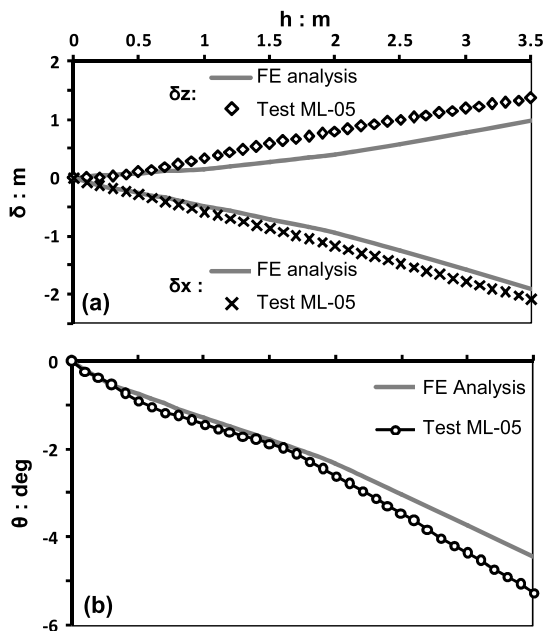 h : m
0 0.5 1 1.5 2 2.5 3 3.5
2
δz: FE analysis
Test ML-05
1
0
δ : m
-1
δx : FE analysis
Test ML-05
-2
(a)
0
FE Analysis
Test ML-05
-2
θ : deg
-4
(b)
-6